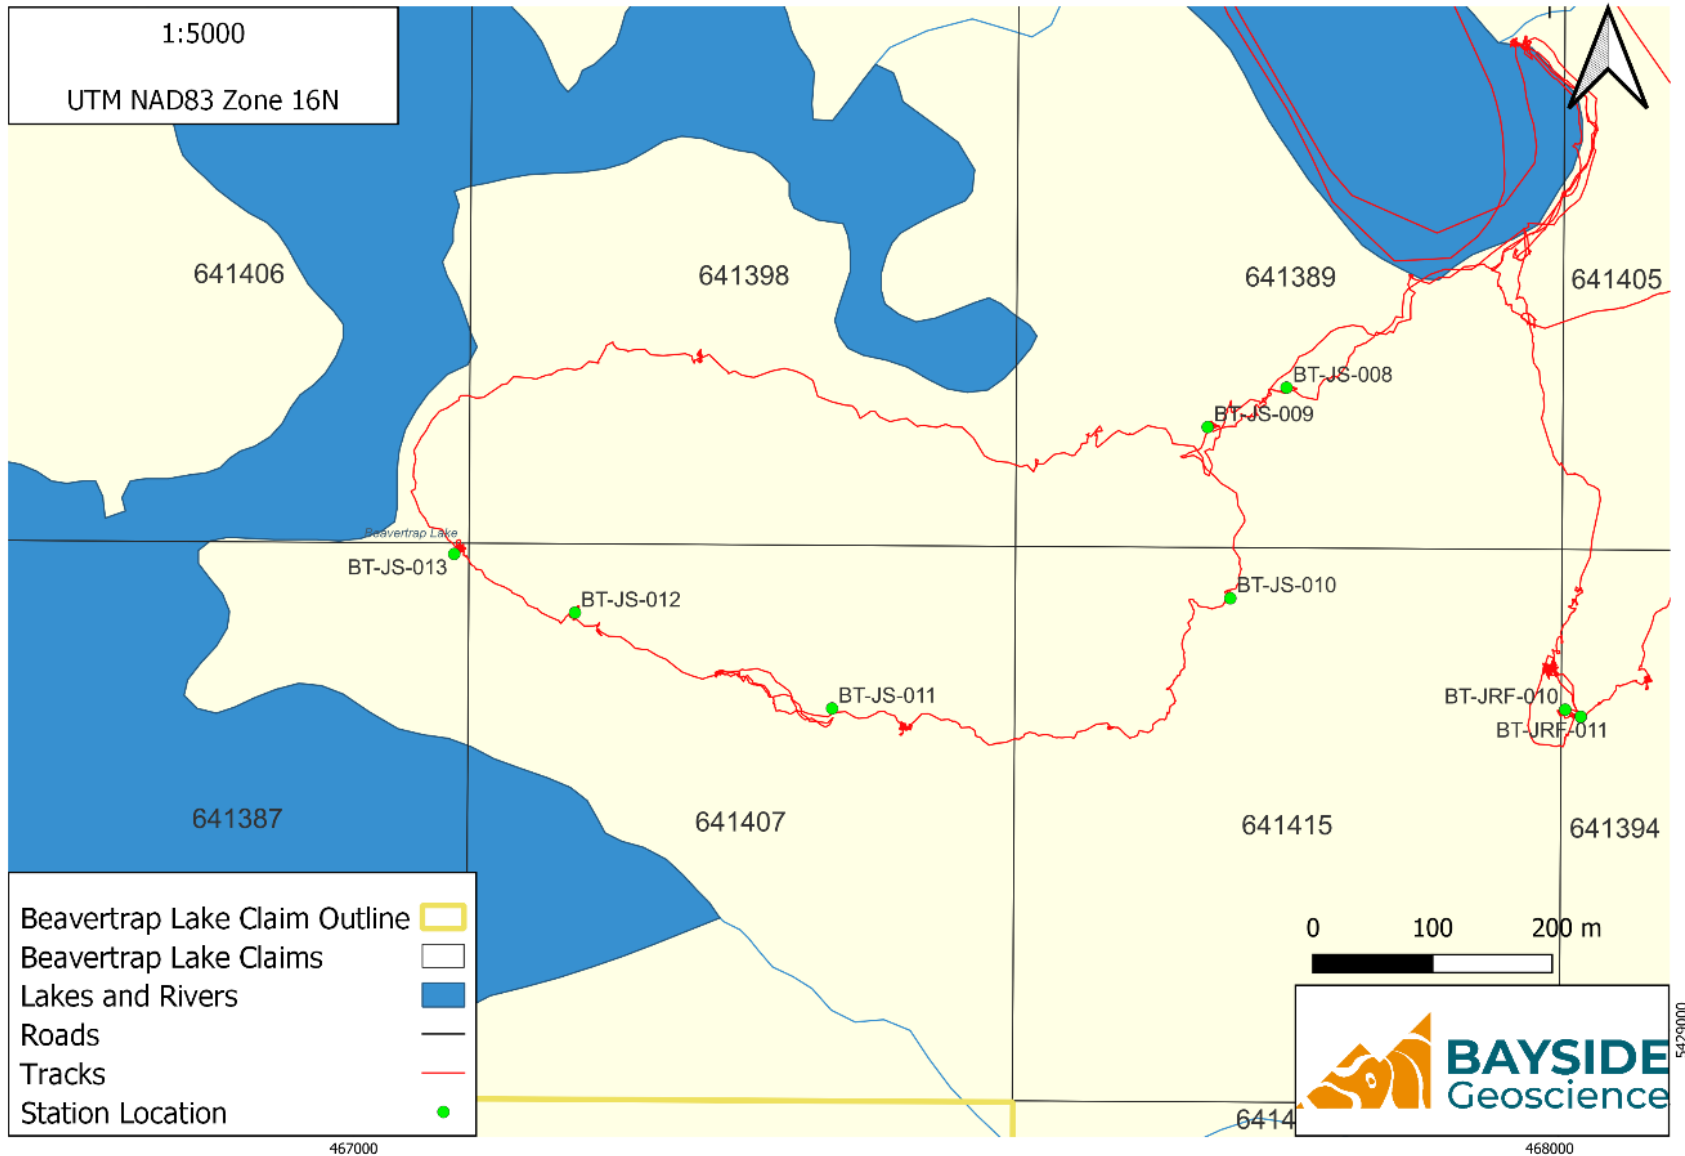 1:5000
UTM NAD83 Zone 16N
641406
641398
641389
641405
BT-JS-008
BT-JS-009
Beavertrap Lake
BT-JS-013
BT-JS-012
BT-JS-010
BT-JS-011
BT-JRF-010
BT-JRF-011
641387
641407
641415
641394
Beavertrap Lake Claim Outline
Beavertrap Lake Claims
Lakes and Rivers
Roads
Tracks
Station Location
0 100 200 m
BAYSIDE
Geoscience
5429000
6414
467000
468000